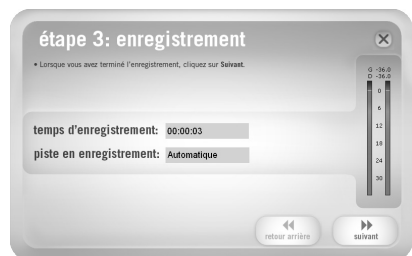 étape 3: enregistrement
• Lorsque vous avez terminé l'enregistrement, cliquez sur Suivant.
G -36.0
D -36.0
0
6
12
18
24
30
temps d'enregistrement: 00:00:03
piste en enregistrement: Automatique
retour arrière
suivant